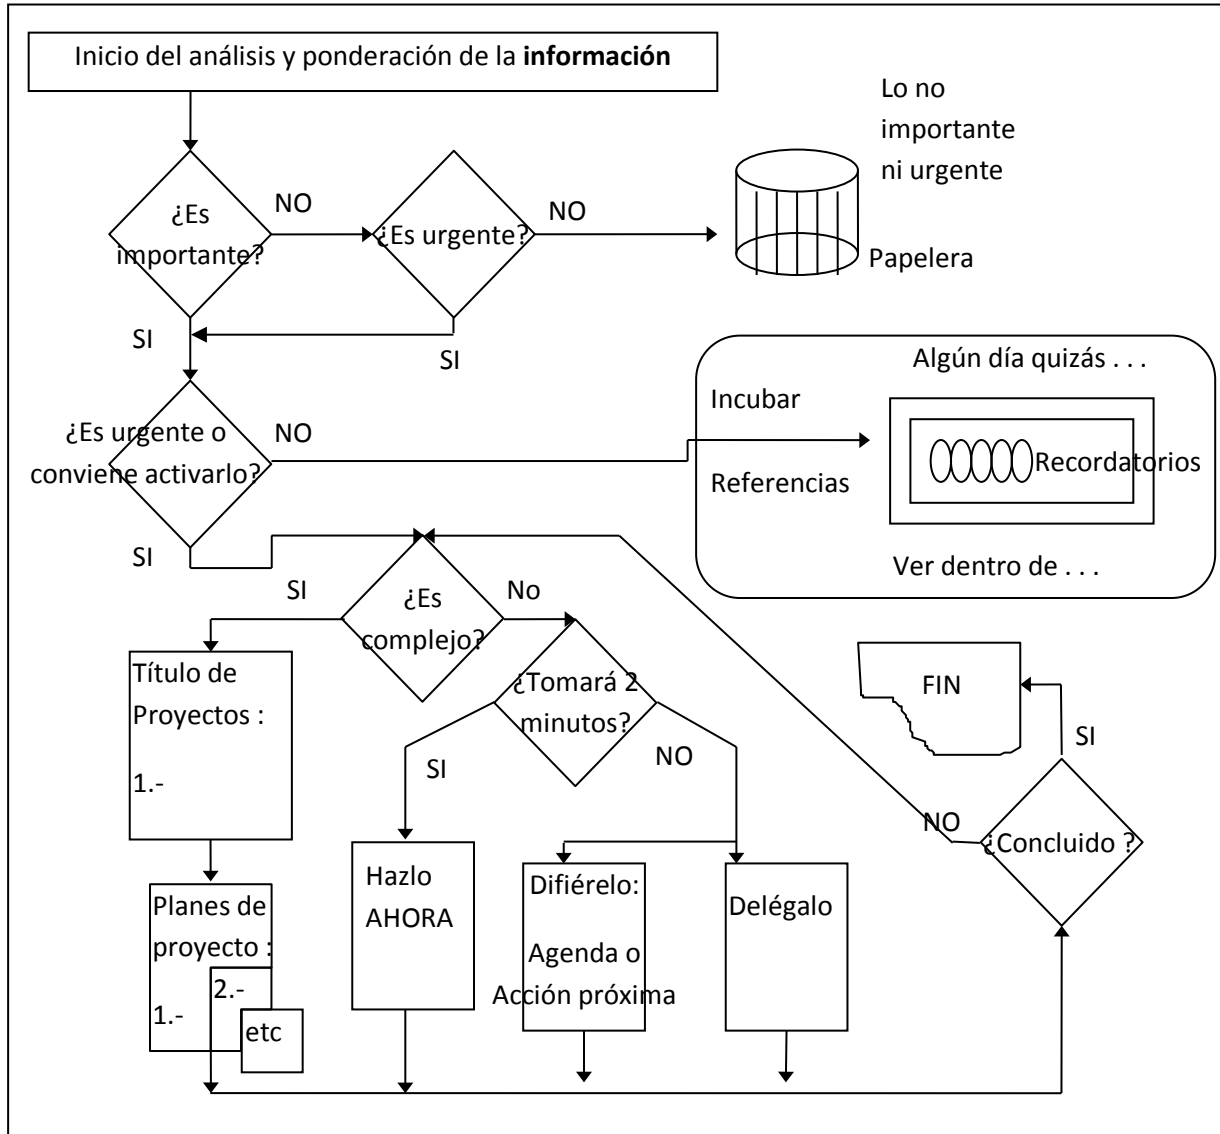 Inicio del análisis y ponderación de la información
Lo no
importante
ni urgente
Papelera
¿Es
importante?
NO
¿Es urgente?
NO
SI
SI
¿Es urgente o
conviene activarlo?
NO
Algún día quizás . . .
Incubar
Referencias
Recordatorios
Ver dentro de . . .
SI
SI
¿Es
complejo?
No
Título de
Proyectos :
1.-
¿Tomará 2
minutos?
SI
NO
FIN
SI
NO
¿Concluido ?
Planes de
proyecto :
1.-
2.-
etc
Hazlo
AHORA
Difiérelo:
Agenda o
Acción próxima
Delégalo